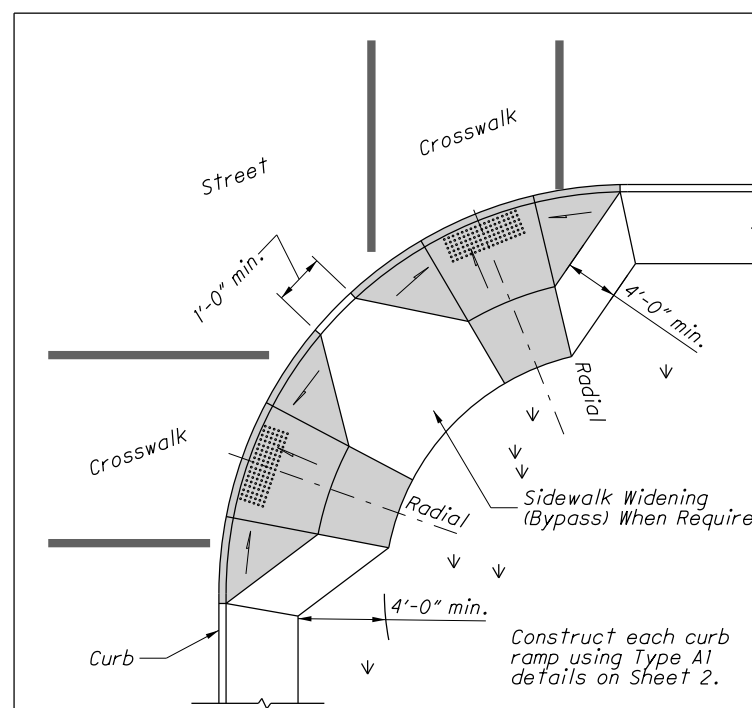 Crosswalk
Street
1'-0" min.
4'-0" min.
Crosswalk
Radial
Radial
Sidewalk Widening
(Bypass) When Require
4'-0" min.
Curb
Construct each curb
ramp using Type A1
details on Sheet 2.